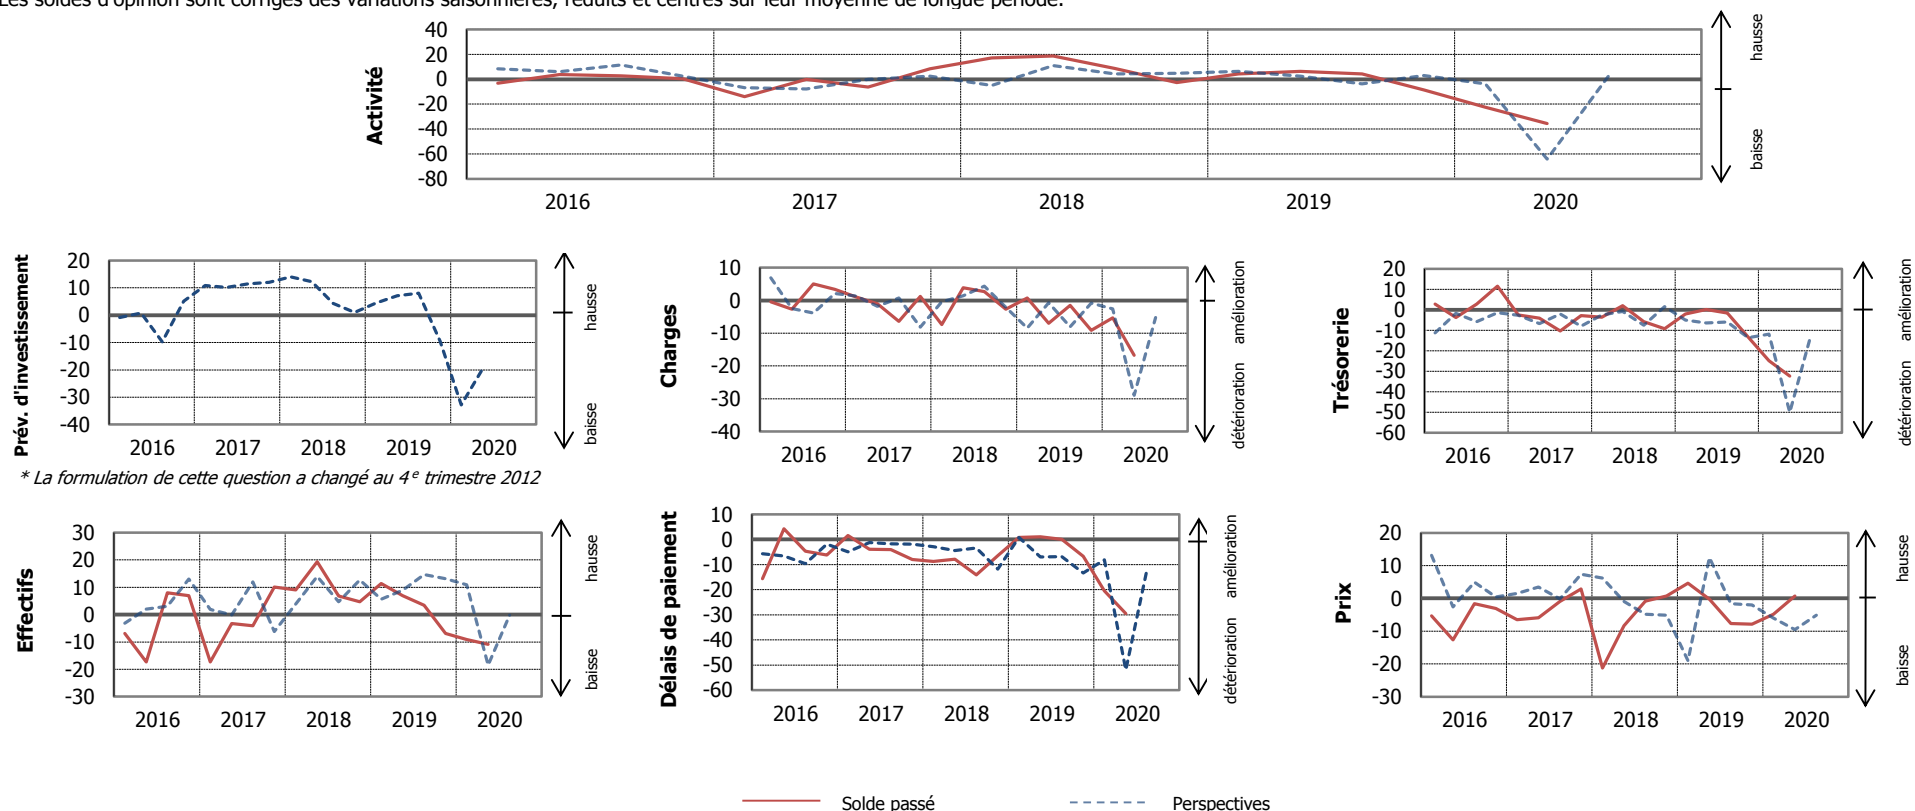 Les soldes d'opinion sont corrigés des variations saisonnières, réduits et centrés sur leur moyenne de longue période.
Activité
40
20
0
-20
-40
-60
-80
2016 2017 2018 2019 2020
hausse
baisse
Prév. d'investissement
20
10
0
-10
-20
-30
-40
2016 2017 2018 2019 2020
hausse
baisse
* La formulation de cette question a changé au 4e trimestre 2012
Charges
10
0
-10
-20
-30
-40
2016 2017 2018 2019 2020
amélioration
détérioration
Trésorerie
20
10
0
-10
-20
-30
-40
-50
-60
2016 2017 2018 2019 2020
amélioration
détérioration
Effectifs
30
20
10
0
-10
-20
-30
2016 2017 2018 2019 2020
hausse
baisse
Délais de paiement
10
0
-10
-20
-30
-40
-50
-60
2016 2017 2018 2019 2020
amélioration
détérioration
Prix
20
10
0
-10
-20
-30
2016 2017 2018 2019 2020
hausse
baisse
Solde passé Perspectives